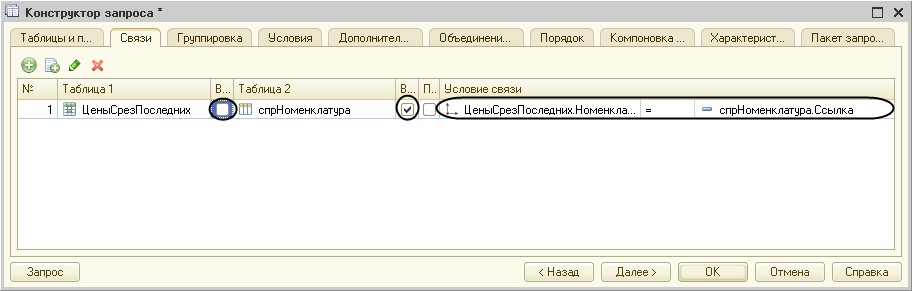 Конструктор запроса *
Таблицы и п... Связи Группировка Условия Дополнител... Объединени... Порядок Компоновка ... Характерист... Пакет запро...
№ Таблица 1 В... Таблица 2 В... П... Условие связи
1 ЦеныСрезПоследних спрНоменклатура ЦеныСрезПоследних.Номенкла... = спрНоменклатура.Ссылка
Запрос < Назад Далее > ОК Отмена Справка